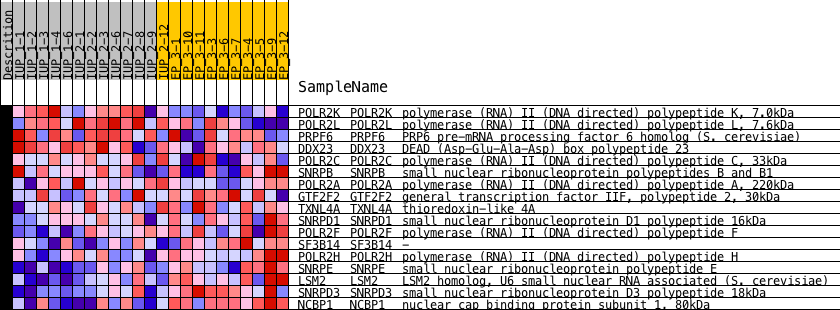 Descrition
IUP_1-1
IUP_1-2
IUP_1-3
IUP_1-4
IUP_1-6
IUP_2-1
IUP_2-2
IUP_2-3
IUP_2-6
IUP_2-7
IUP_2-8
IUP_2-9
IUP_2-12
EP_3-1
EP_3-10
EP_3-11
EP_3-3
EP_3-6
EP_3-7
EP_3-4
EP_3-5
EP_3-9
EP_3-12
SampleName
POLR2K POLR2K polymerase (RNA) II (DNA directed) polypeptide K, 7.0kDa
POLR2L POLR2L polymerase (RNA) II (DNA directed) polypeptide L, 7.6kDa
PRPF6 PRPF6 PRP6 pre-mRNA processing factor 6 homolog (S. cerevisiae)
DDX23 DDX23 DEAD (Asp-Glu-Ala-Asp) box polypeptide 23
POLR2C POLR2C polymerase (RNA) II (DNA directed) polypeptide C, 33kDa
SNRPB SNRPB small nuclear ribonucleoprotein polypeptides B and B1
POLR2A POLR2A polymerase (RNA) II (DNA directed) polypeptide A, 220kDa
GTF2F2 GTF2F2 general transcription factor IIF, polypeptide 2, 30kDa
TXNL4A TXNL4A thioredoxin-like 4A
SNRPD1 SNRPD1 small nuclear ribonucleoprotein D1 polypeptide 16kDa
POLR2F POLR2F polymerase (RNA) II (DNA directed) polypeptide F
SF3B14 SF3B14 -
POLR2H POLR2H polymerase (RNA) II (DNA directed) polypeptide H
SNRPE SNRPE small nuclear ribonucleoprotein polypeptide E
LSM2 LSM2 LSM2 homolog, U6 small nuclear RNA associated (S. cerevisiae)
SNRPD3 SNRPD3 small nuclear ribonucleoprotein D3 polypeptide 18kDa
NCBP1 NCBP1 nuclear cap binding protein subunit 1, 80kDa